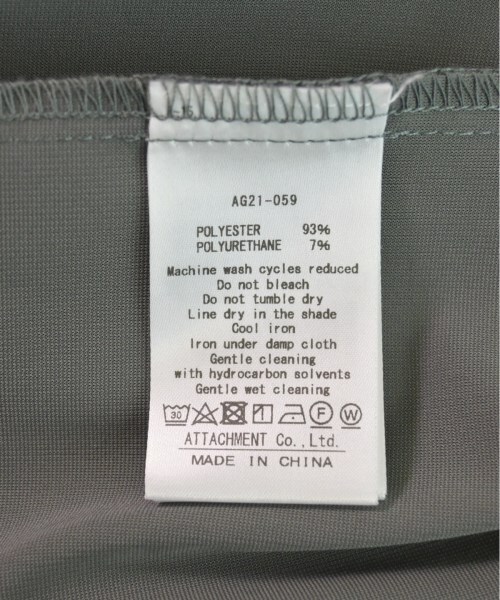 AG21-059
POLYESTER 93%
POLYURETHANE 7%
Machine wash cycles reduced
Do not bleach
Do not tumble dry
Line dry in the shade
Cool iron
Iron under damp cloth
Gentle cleaning
with hydrocarbon solvents
Gentle wet cleaning
30 F W
ATTACHMENT Co.,Ltd.
MADE IN CHINA